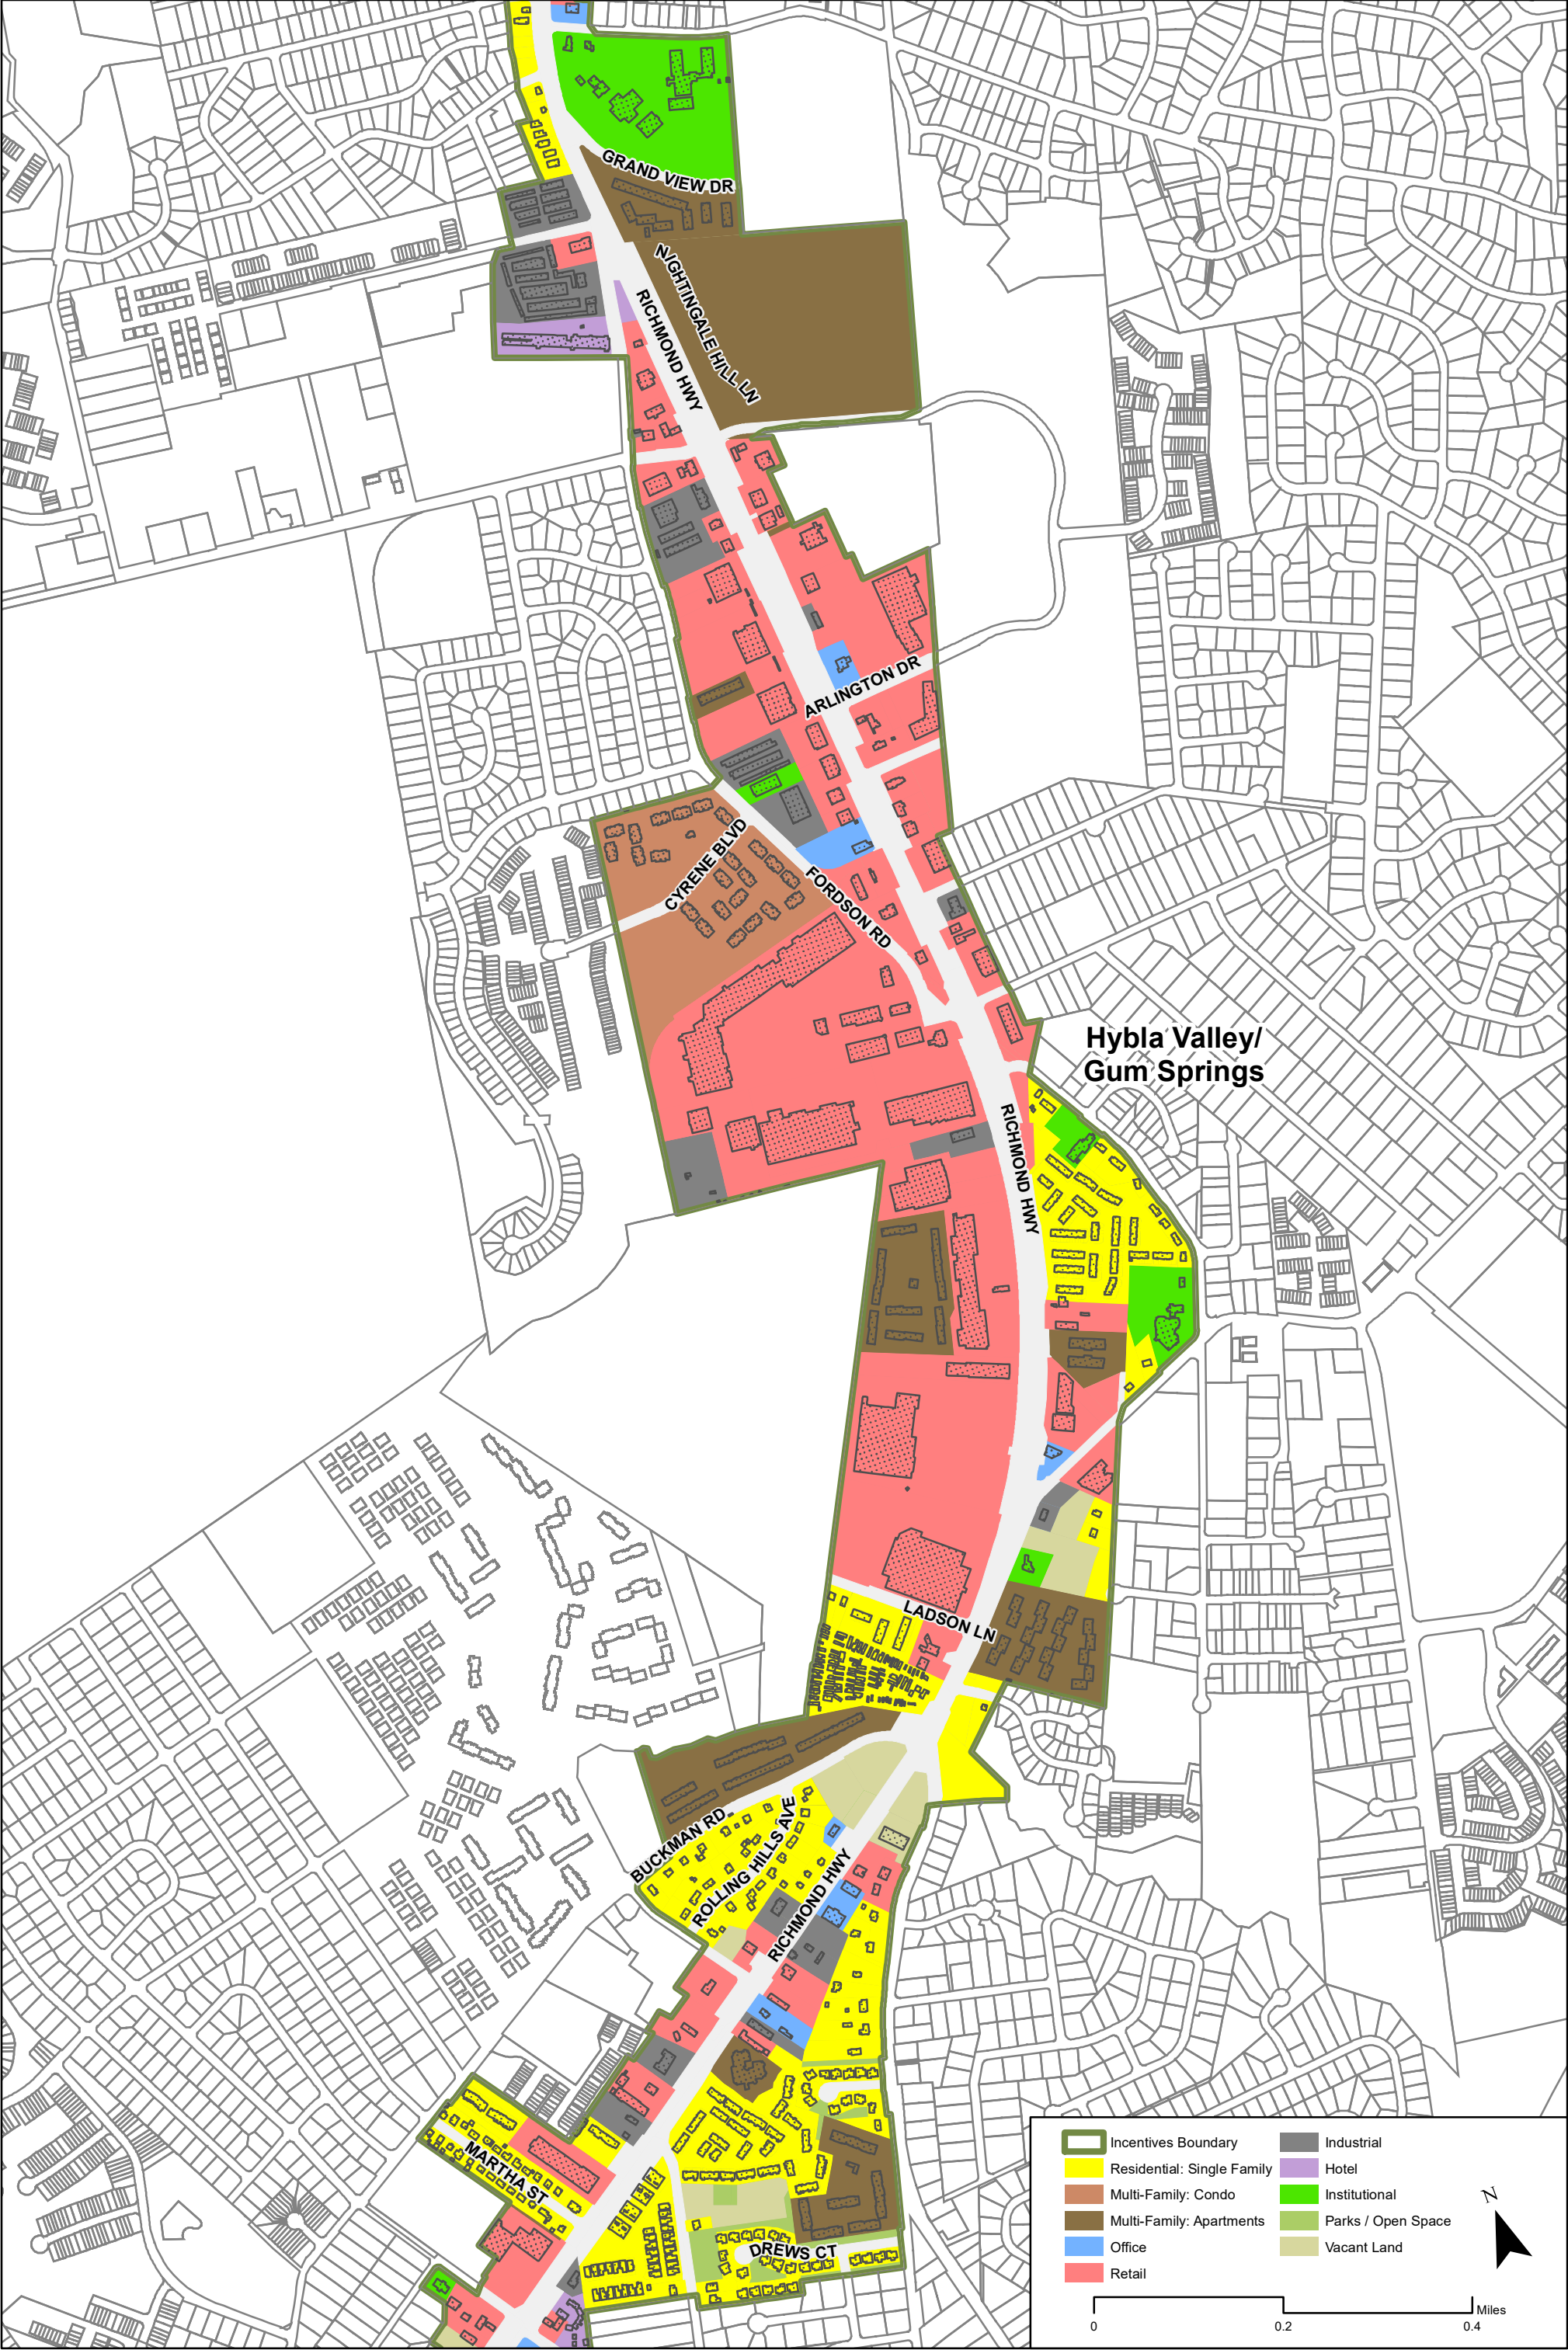 GRAND VIEW DR
NIGHTINGALE HILL LN
RICHMOND HWY
ARLINGTON DR
CYRENE BLVD
FORDSON RD
Hybla Valley/
Gum Springs
RICHMOND HWY
LADSON LN
BUCKMAN RD
ROLLING HILLS AVE
RICHMOND HWY
MARTHA ST
DREWS CT
Incentives Boundary
Residential: Single Family
Multi-Family: Condo
Multi-Family: Apartments
Office
Retail
Industrial
Hotel
Institutional
Parks / Open Space
Vacant Land
N
Miles
0 0.2 0.4